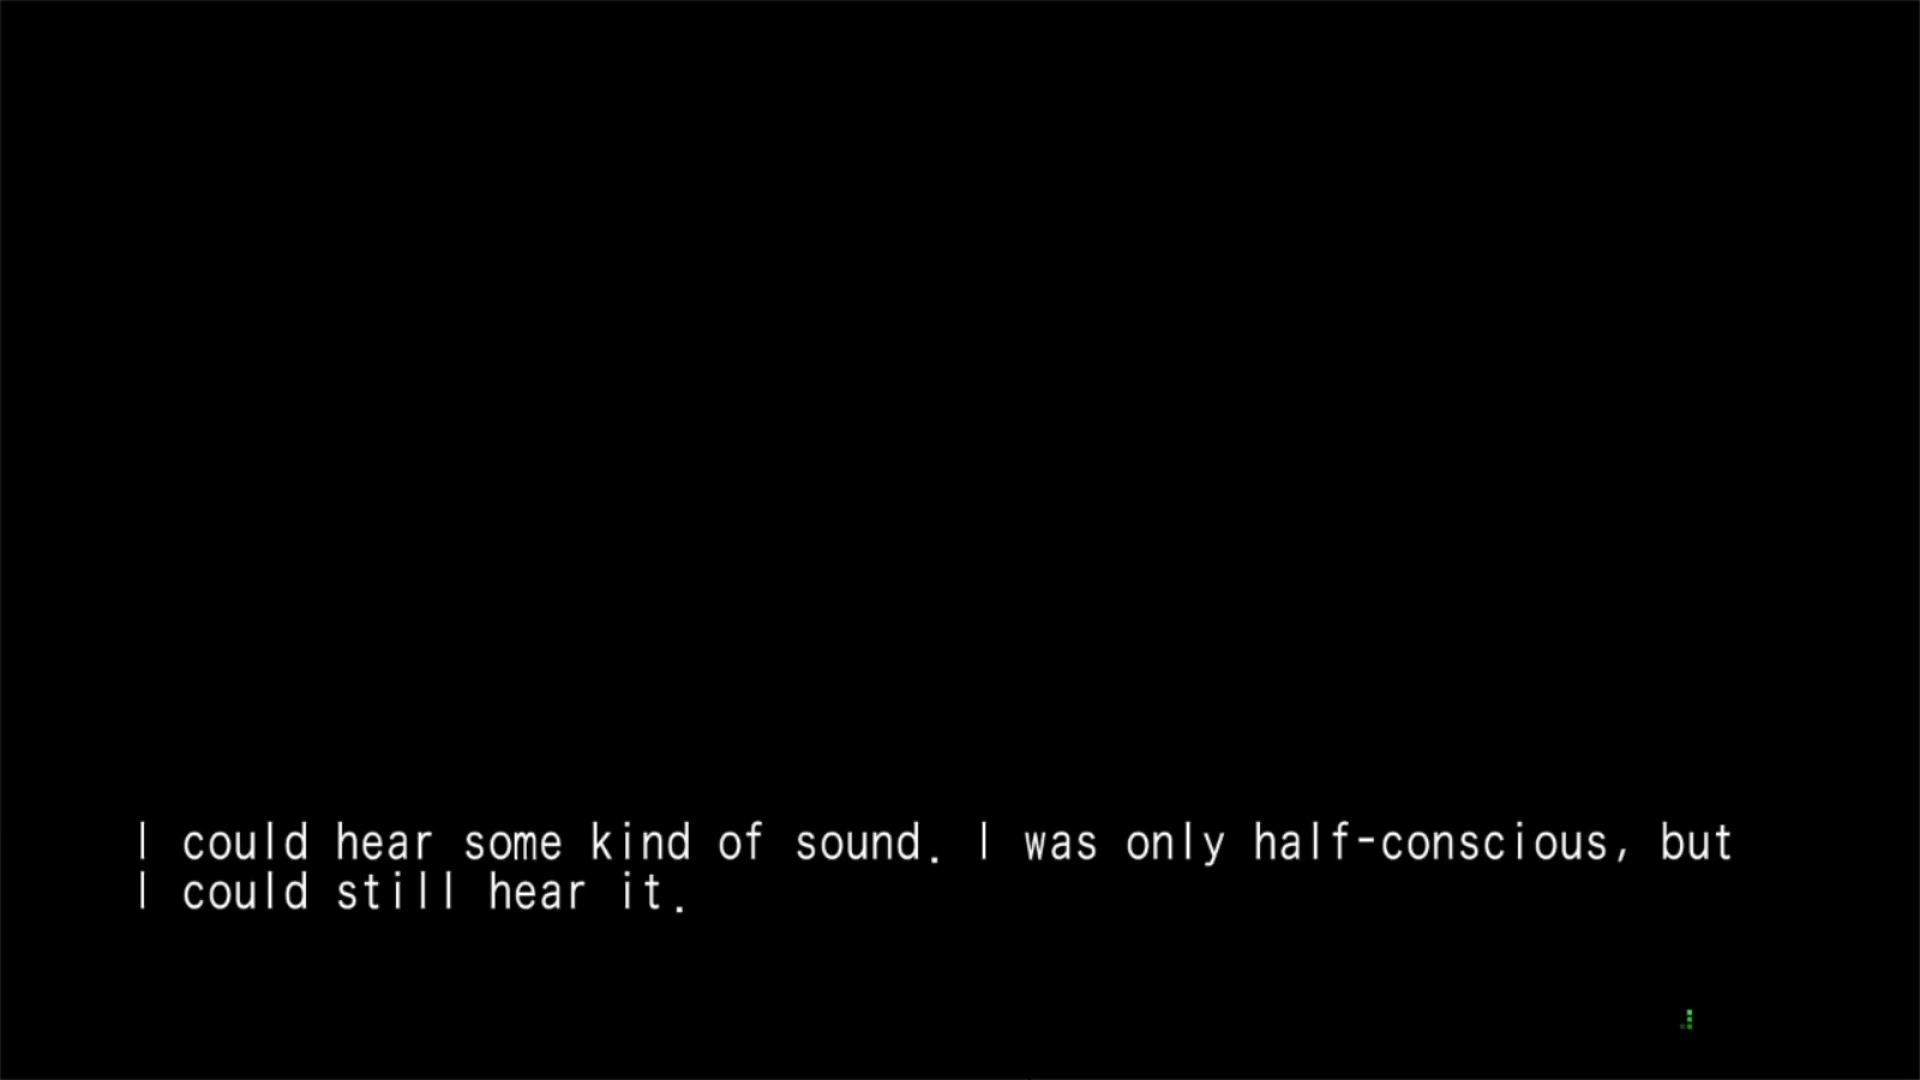 I could hear some kind of sound. I was only half-conscious, but
I could still hear it.